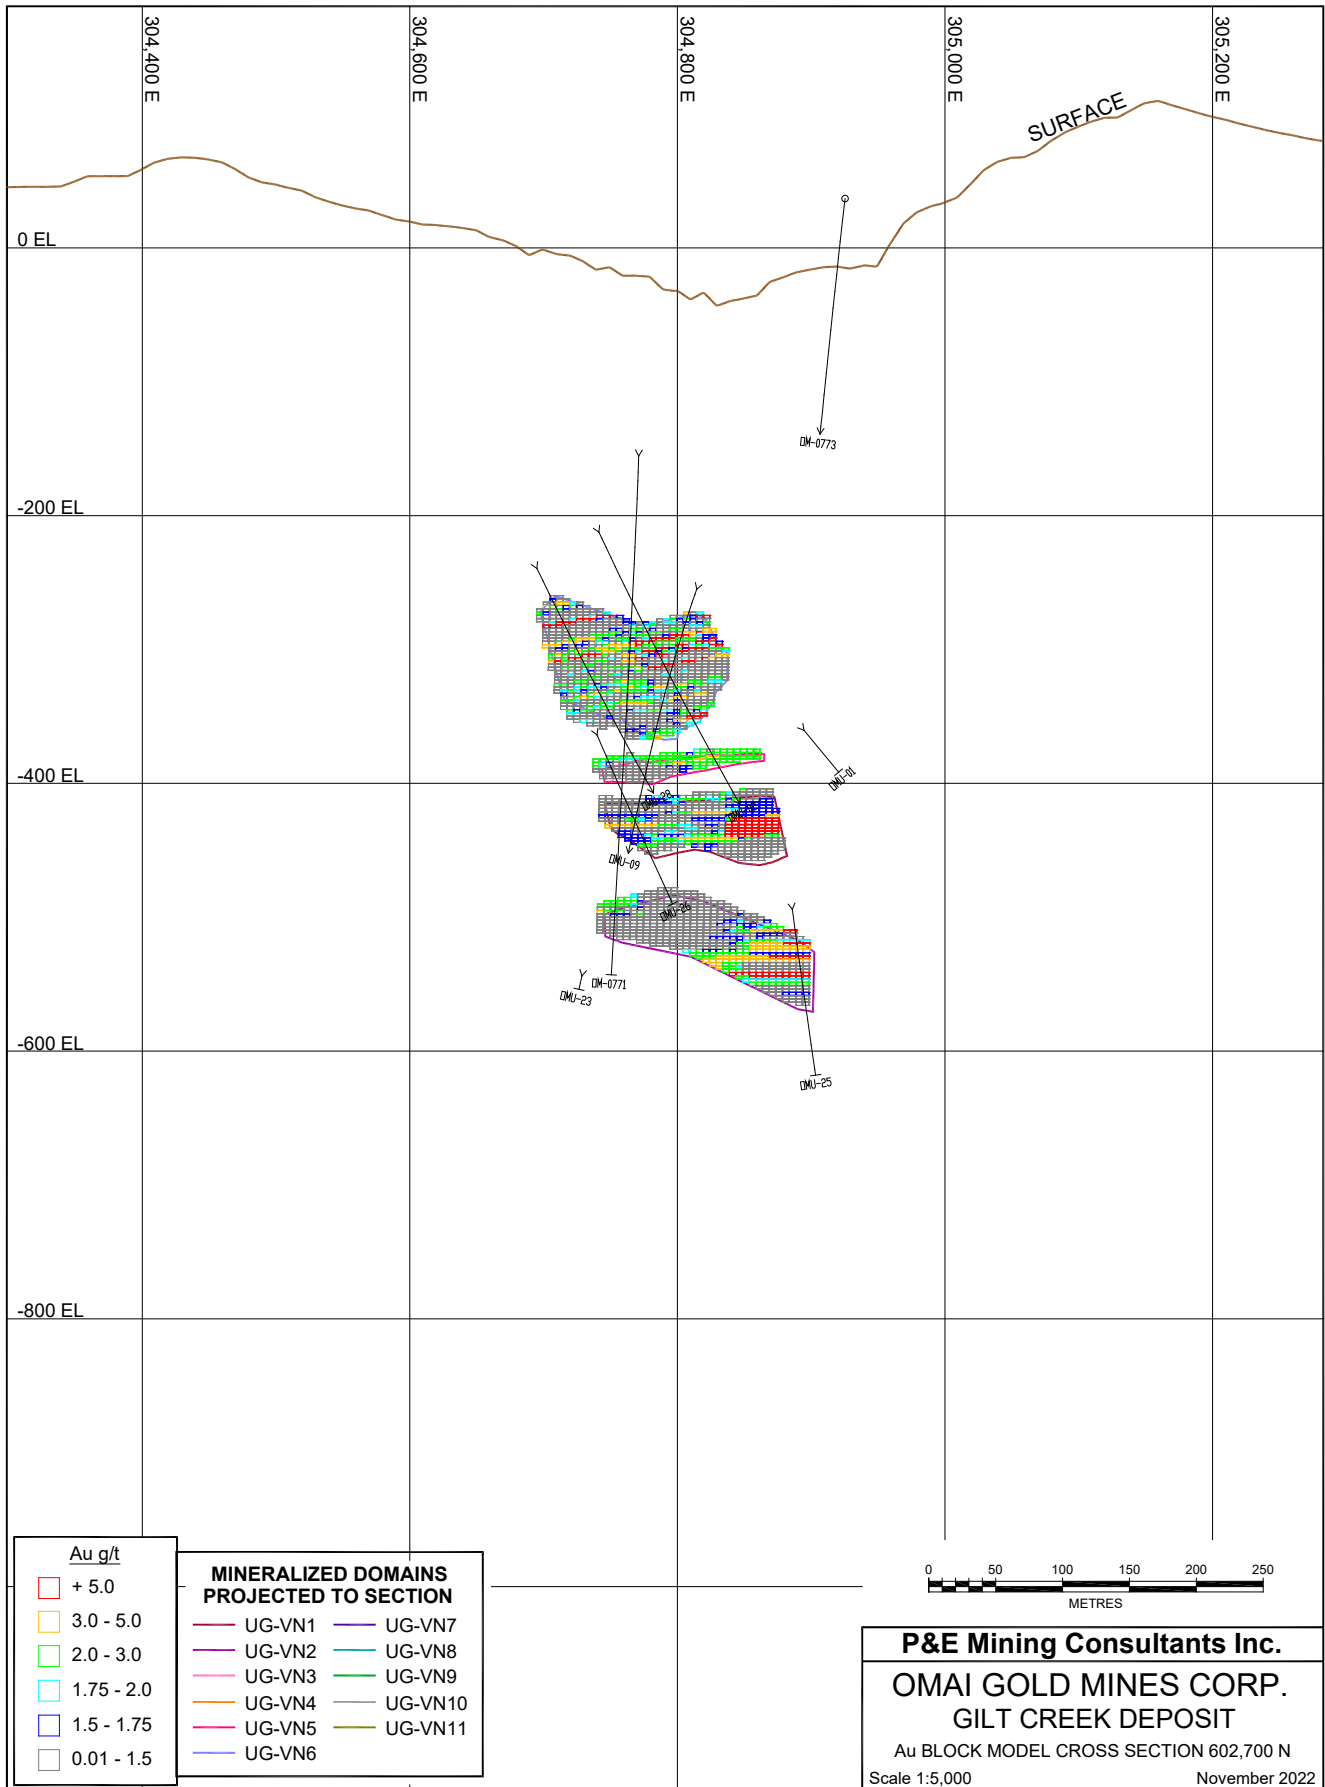 304,400 E
304,600 E
304,800 E
305,000 E
305,200 E
SURFACE
0 EL
OM-0773
-200 EL
-400 EL
OMU-01
OMU-28
OMU-09
OMU-26
OM-0771
OMU-23
OMU-25
-600 EL
-800 EL
Au g/t
+ 5.0
3.0 - 5.0
2.0 - 3.0
1.75 - 2.0
1.5 - 1.75
0.01 - 1.5
MINERALIZED DOMAINS
PROJECTED TO SECTION
UG-VN1
UG-VN2
UG-VN3
UG-VN4
UG-VN5
UG-VN6
UG-VN7
UG-VN8
UG-VN9
UG-VN10
UG-VN11
0 50 100 150 200 250
METRES
P&E Mining Consultants Inc.
OMAI GOLD MINES CORP.
GILT CREEK DEPOSIT
Au BLOCK MODEL CROSS SECTION 602,700 N
Scale 1:5,000 November 2022